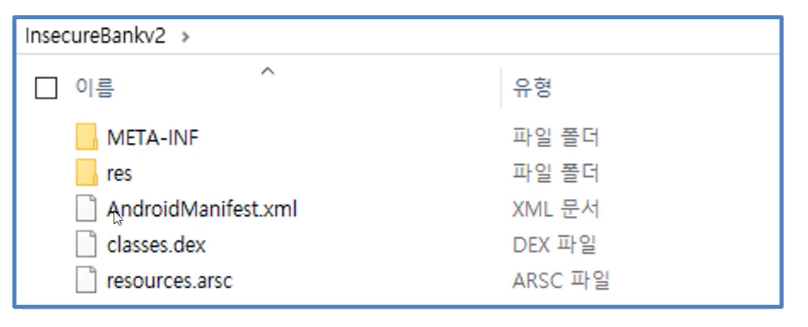 InsecureBankv2 >
이름 유형
META-INF 파일 폴더
res 파일 폴더
AndroidManifest.xml XML 문서
classes.dex DEX 파일
resources.arsc ARSC 파일